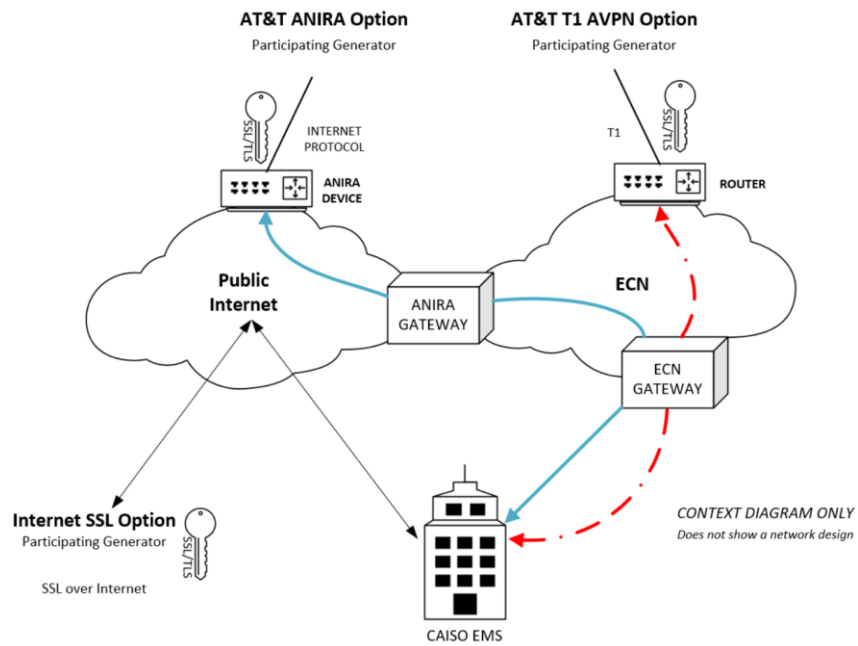 AT&T ANIRA Option
Participating Generator
AT&T T1 AVPN Option
Participating Generator
SSL/TLS
INTERNET
PROTOCOL
T1
SSL/TLS
ANIRA
DEVICE
ROUTER
Public
Internet
ECN
ANIRA
GATEWAY
ECN
GATEWAY
Internet SSL Option
Participating Generator
SSL/TLS
SSL over Internet
CONTEXT DIAGRAM ONLY
Does not show a network design
CAISO EMS